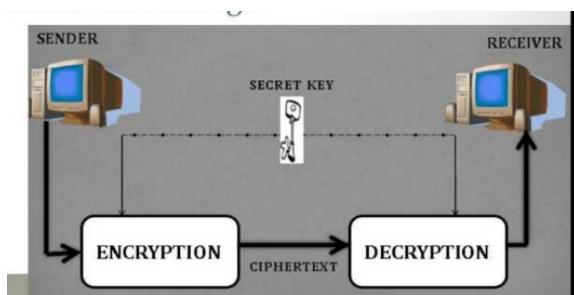 SENDER
RECEIVER
SECRET KEY
ENCRYPTION
CIPHERTEXT
DECRYPTION